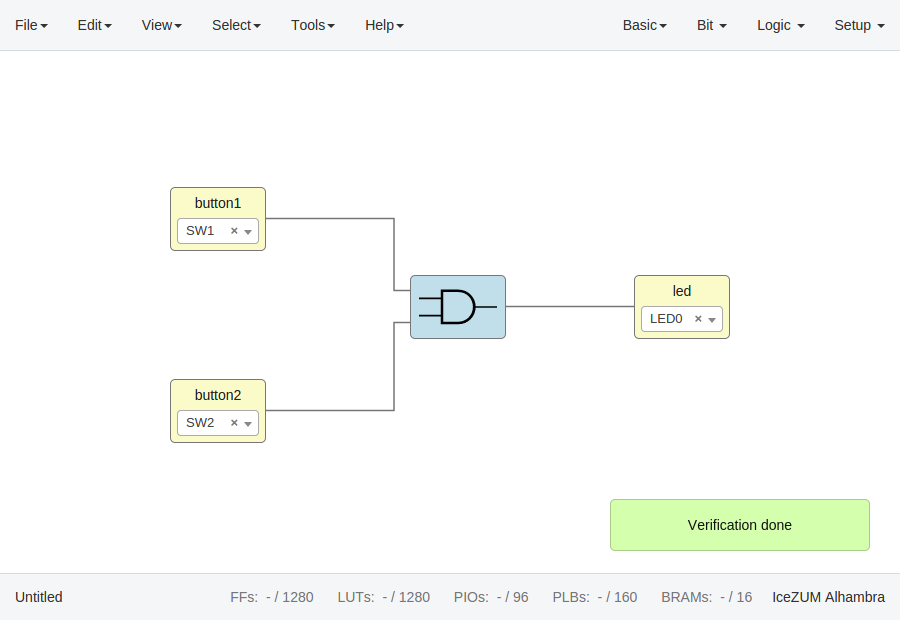 File Edit View Select Tools Help Basic Bit Logic Setup
button1
SW1 ×
led
LED0 ×
button2
SW2 ×
Verification done
Untitled FFs: - / 1280 LUTs: - / 1280 PIOs: - / 96 PLBs: - / 160 BRAMs: - / 16 IceZUM Alhambra